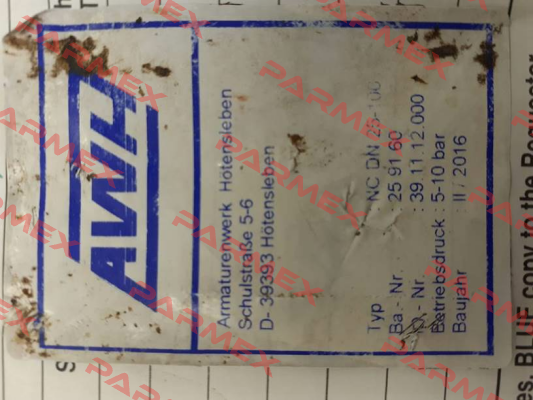 AWH
Armaturenwerk Hötensleben
Schulstraße 5-6
D- 39393 Hötensleben
Typ : NC DN 25-100
Ba.- Nr. : 25 91 60
- Nr. : 39.11.12.000
Betriebsdruck : 5-10 bar
Baujahr : II / 2016
BLUE copy to the Requester
PARMEX